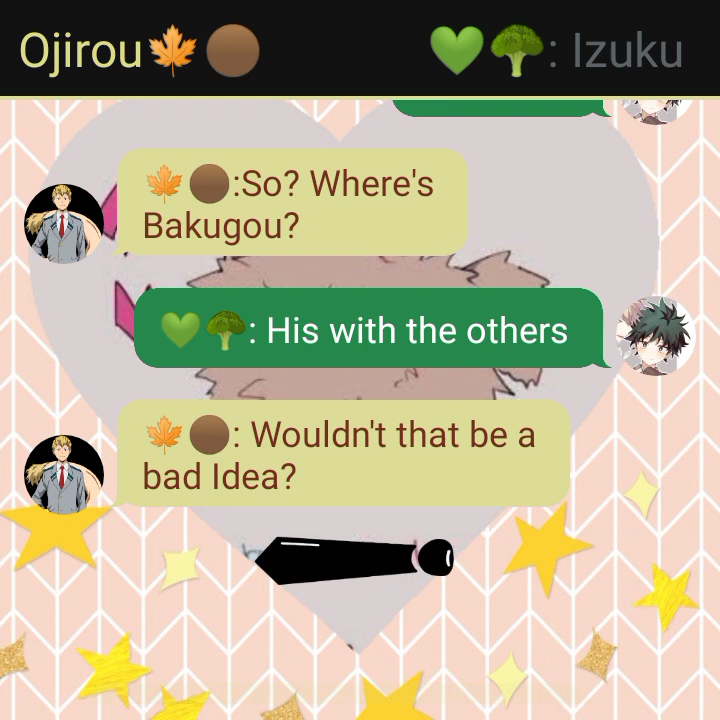 Ojirou🍁🟤 💚🥦: Izuku
🍁🟤:So? Where's
Bakugou?
💚🥦: His with the others
🍁🟤: Wouldn't that be a
bad Idea?